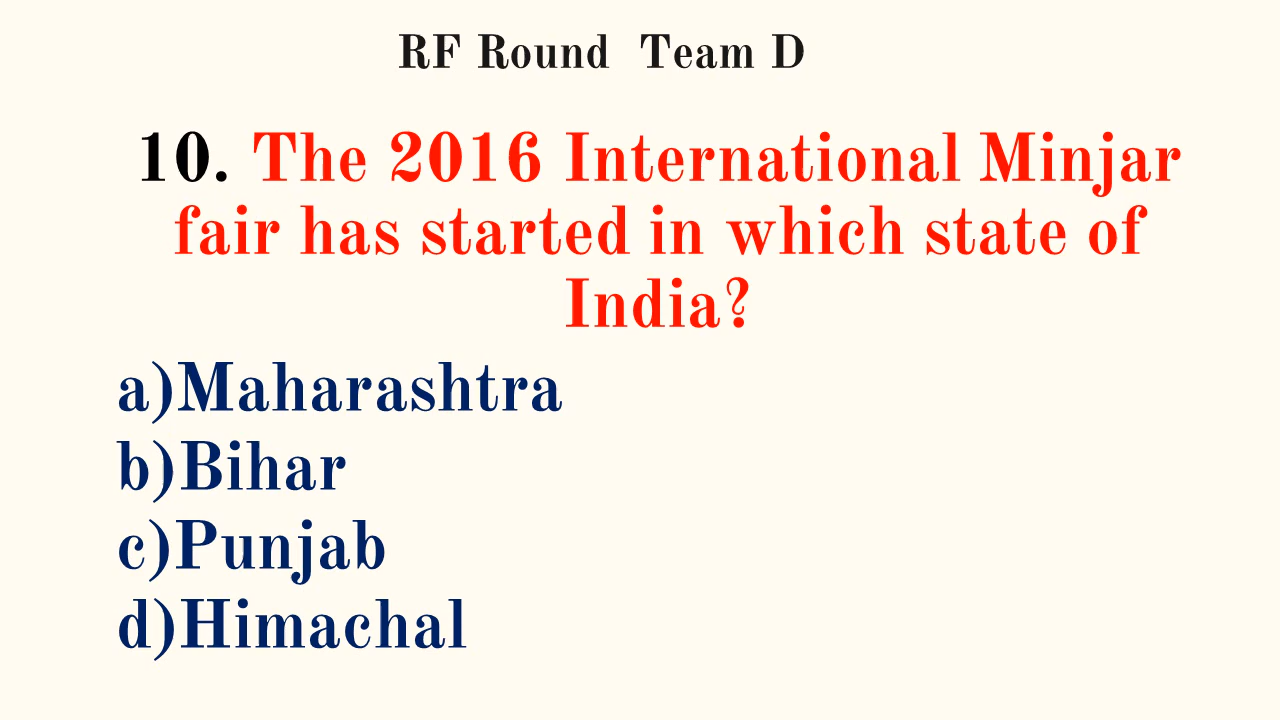 RF Round Team D
10. The 2016 International Minjar
fair has started in which state of
India?
a)Maharashtra
b)Bihar
c)Punjab
d)Himachal